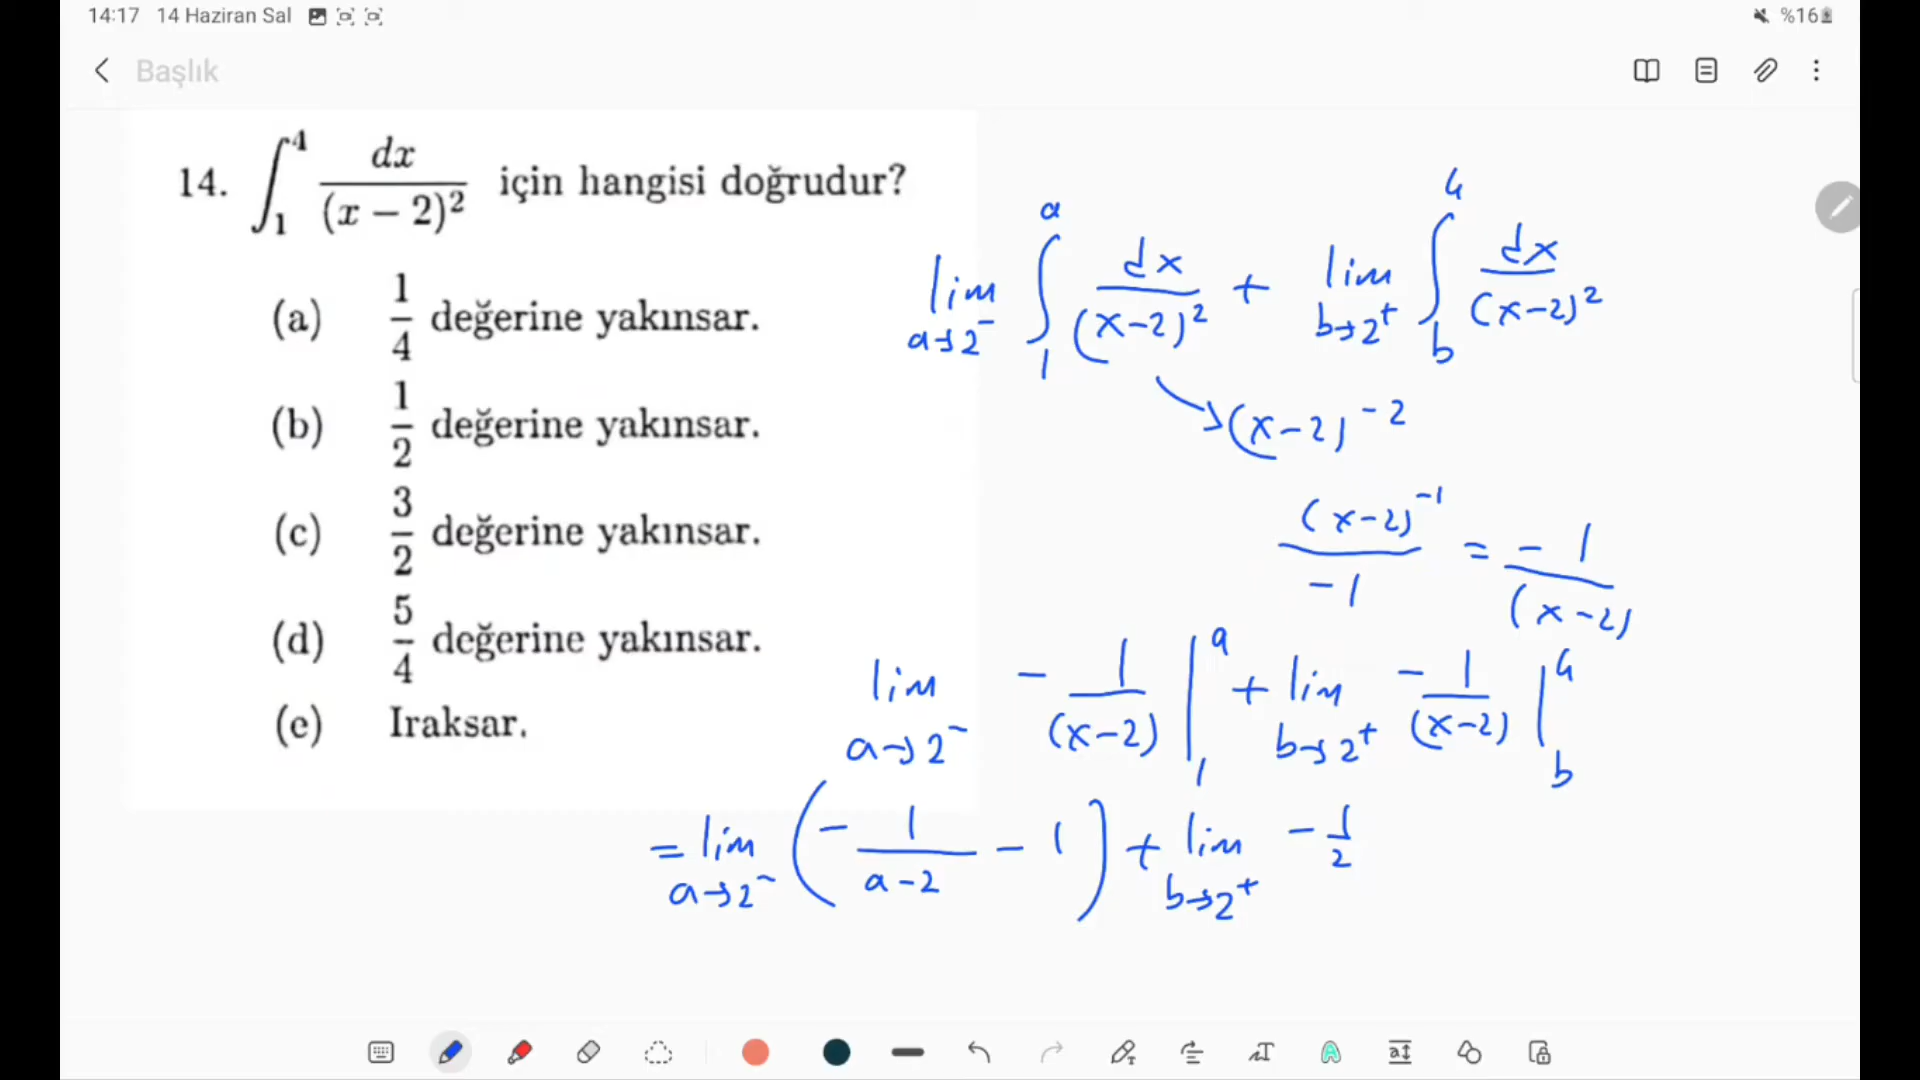 14:17 14 Haziran Sal %16
Başlık
14. ∫₁⁴ dx/(x − 2)² için hangisi doğrudur?
(a) 1/4 değerine yakınsar.
(b) 1/2 değerine yakınsar.
(c) 3/2 değerine yakınsar.
(d) 5/4 değerine yakınsar.
(e) Iraksar.
lim a→2⁻ ∫₁ᵃ dx/(x-2)² + lim b→2⁺ ∫_b⁴ dx/(x-2)²
→ (x-2)⁻²
(x-2)⁻¹/-1 = -1/(x-2)
lim a→2⁻ -1/(x-2) |₁ᵃ + lim b→2⁺ -1/(x-2) |_b⁴
= lim a→2⁻ (-1/(a-2) - 1) + lim b→2⁺ -1/2